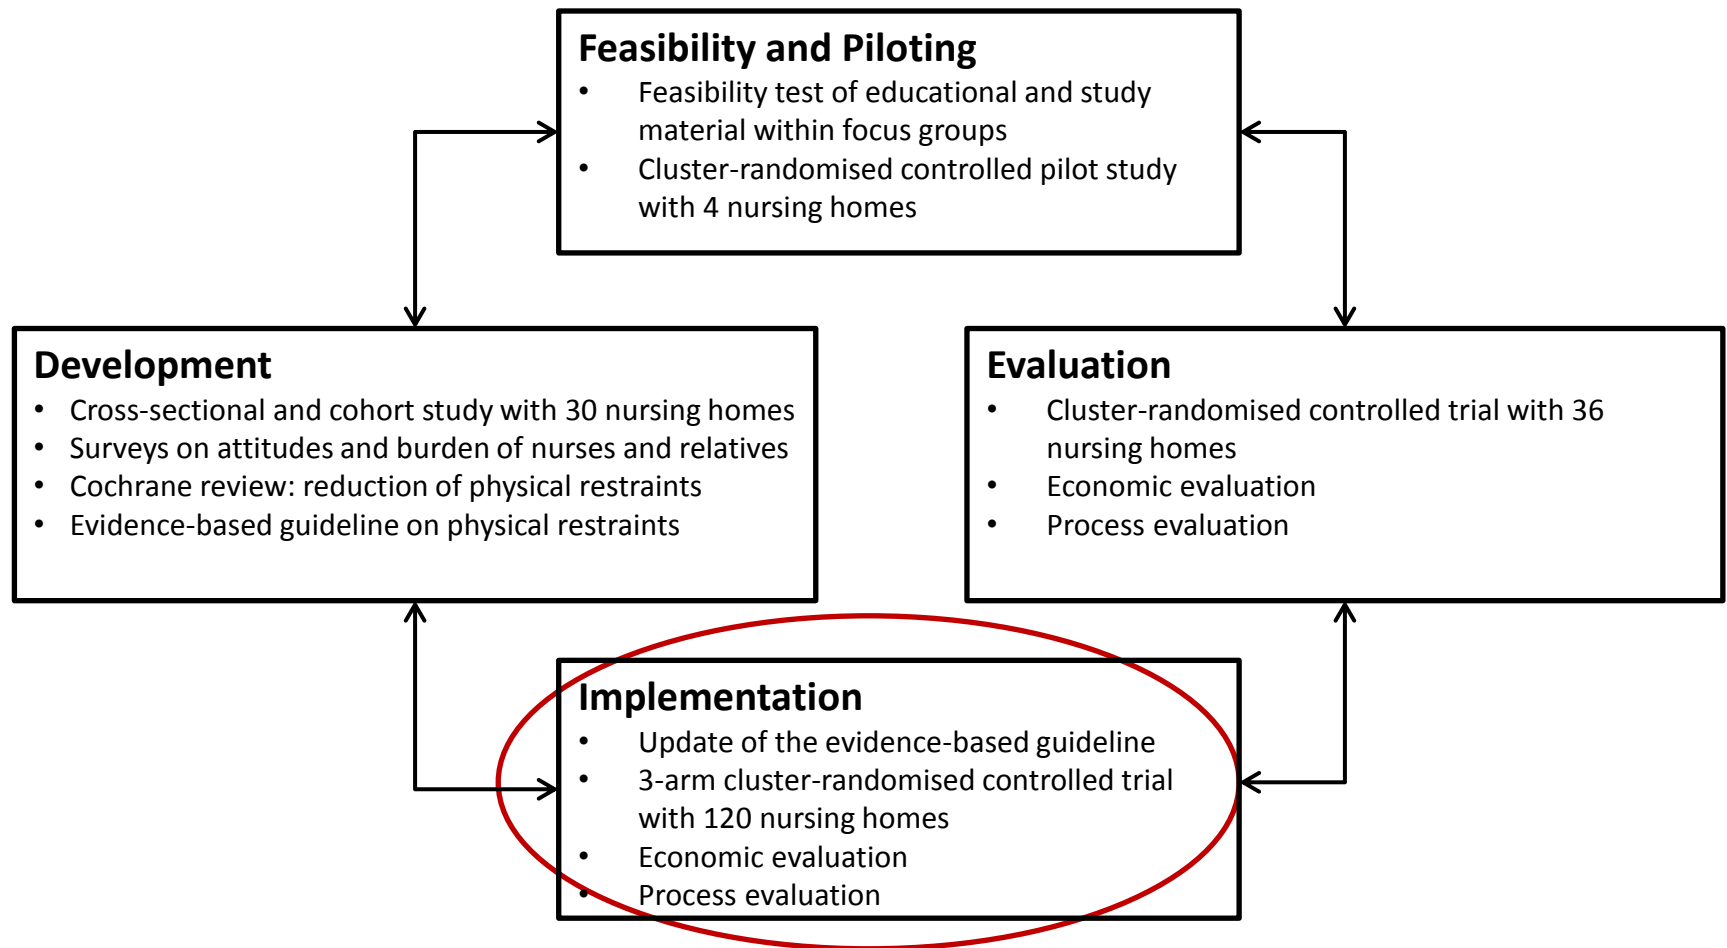 Feasibility and Piloting
• Feasibility test of educational and study
material within focus groups
• Cluster-randomised controlled pilot study
with 4 nursing homes
Development
• Cross-sectional and cohort study with 30 nursing homes
• Surveys on attitudes and burden of nurses and relatives
• Cochrane review: reduction of physical restraints
• Evidence-based guideline on physical restraints
Evaluation
• Cluster-randomised controlled trial with 36
nursing homes
• Economic evaluation
• Process evaluation
Implementation
• Update of the evidence-based guideline
• 3-arm cluster-randomised controlled trial
with 120 nursing homes
• Economic evaluation
• Process evaluation